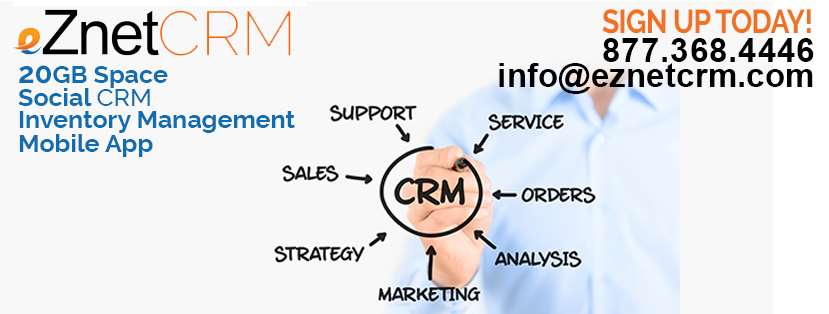 eZnetCRM
20GB Space
Social CRM
Inventory Management
Mobile App
SIGN UP TODAY!
877.368.4446
info@eznetcrm.com
SUPPORT
SERVICE
SALES
CRM
ORDERS
STRATEGY
ANALYSIS
MARKETING